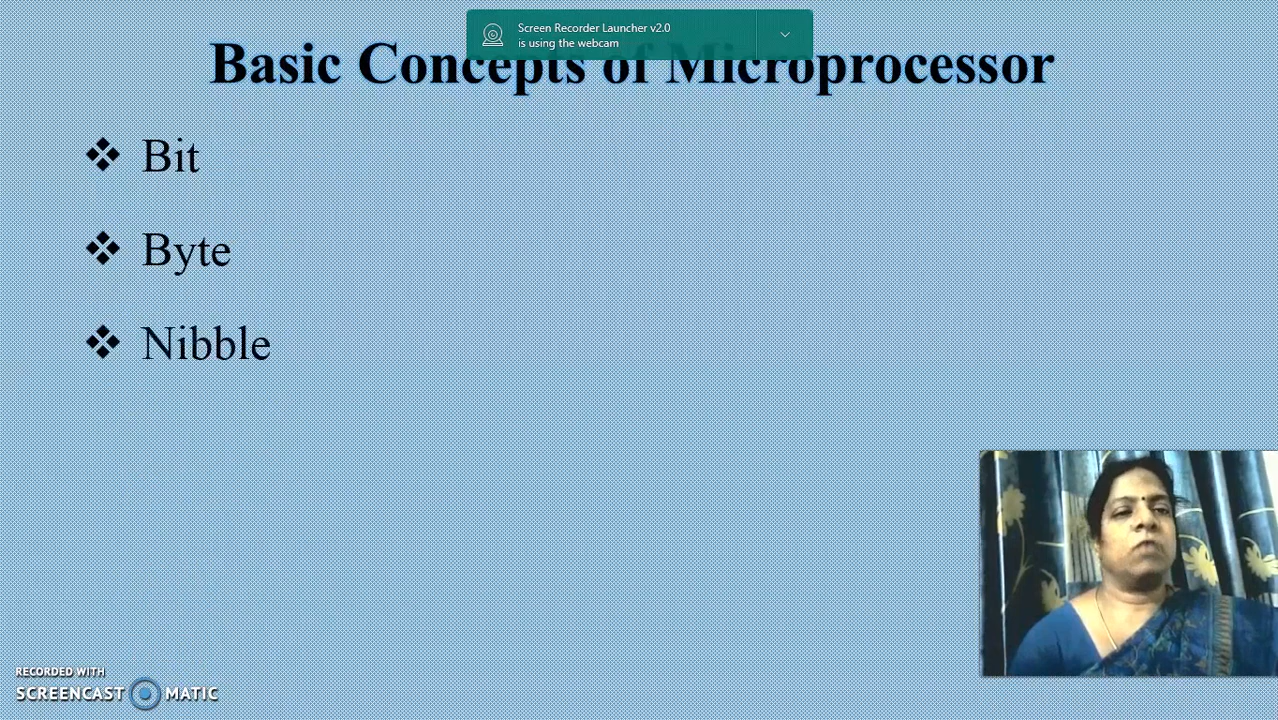 Screen Recorder Launcher v2.0
is using the webcam
Basic Concepts of Microprocessor
Bit
Byte
Nibble
RECORDED WITH
SCREENCAST MATIC